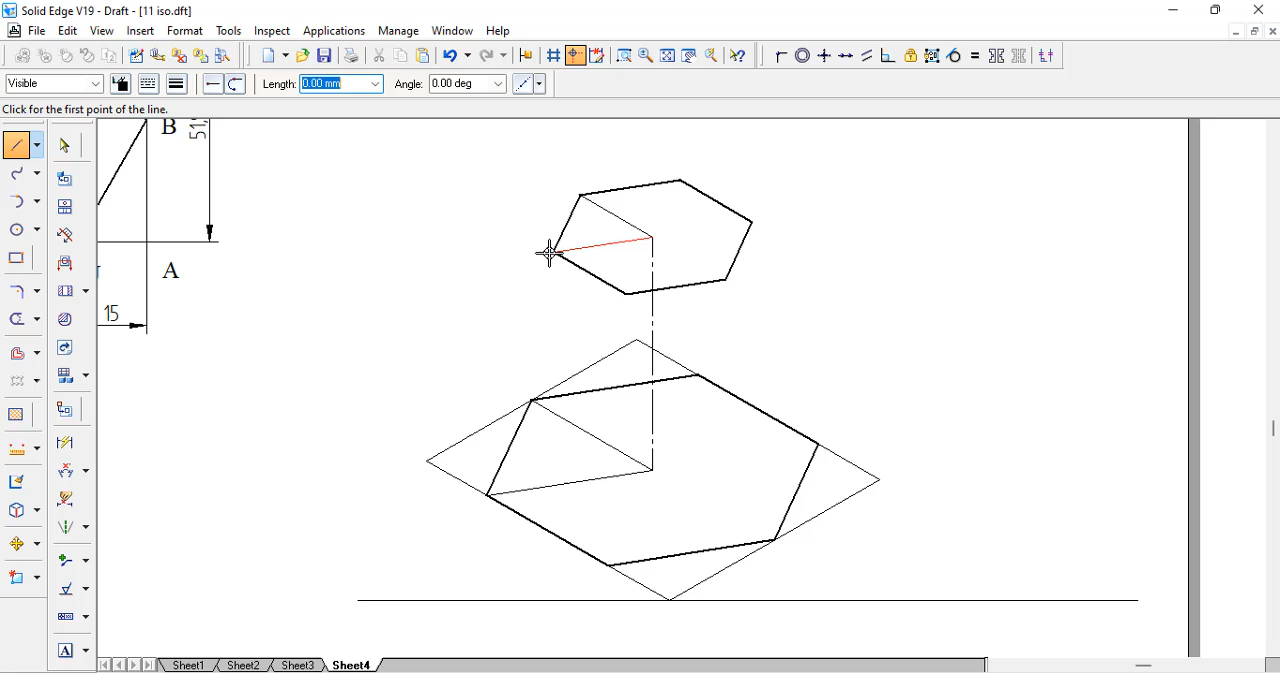 Solid Edge V19 - Draft - [11 iso.dft]
File Edit View Insert Format Tools Inspect Applications Manage Window Help
Visible Length: 0.00 mm Angle: 0.00 deg
Click for the first point of the line.
B
51,
A
15
A
Sheet1 Sheet2 Sheet3 Sheet4